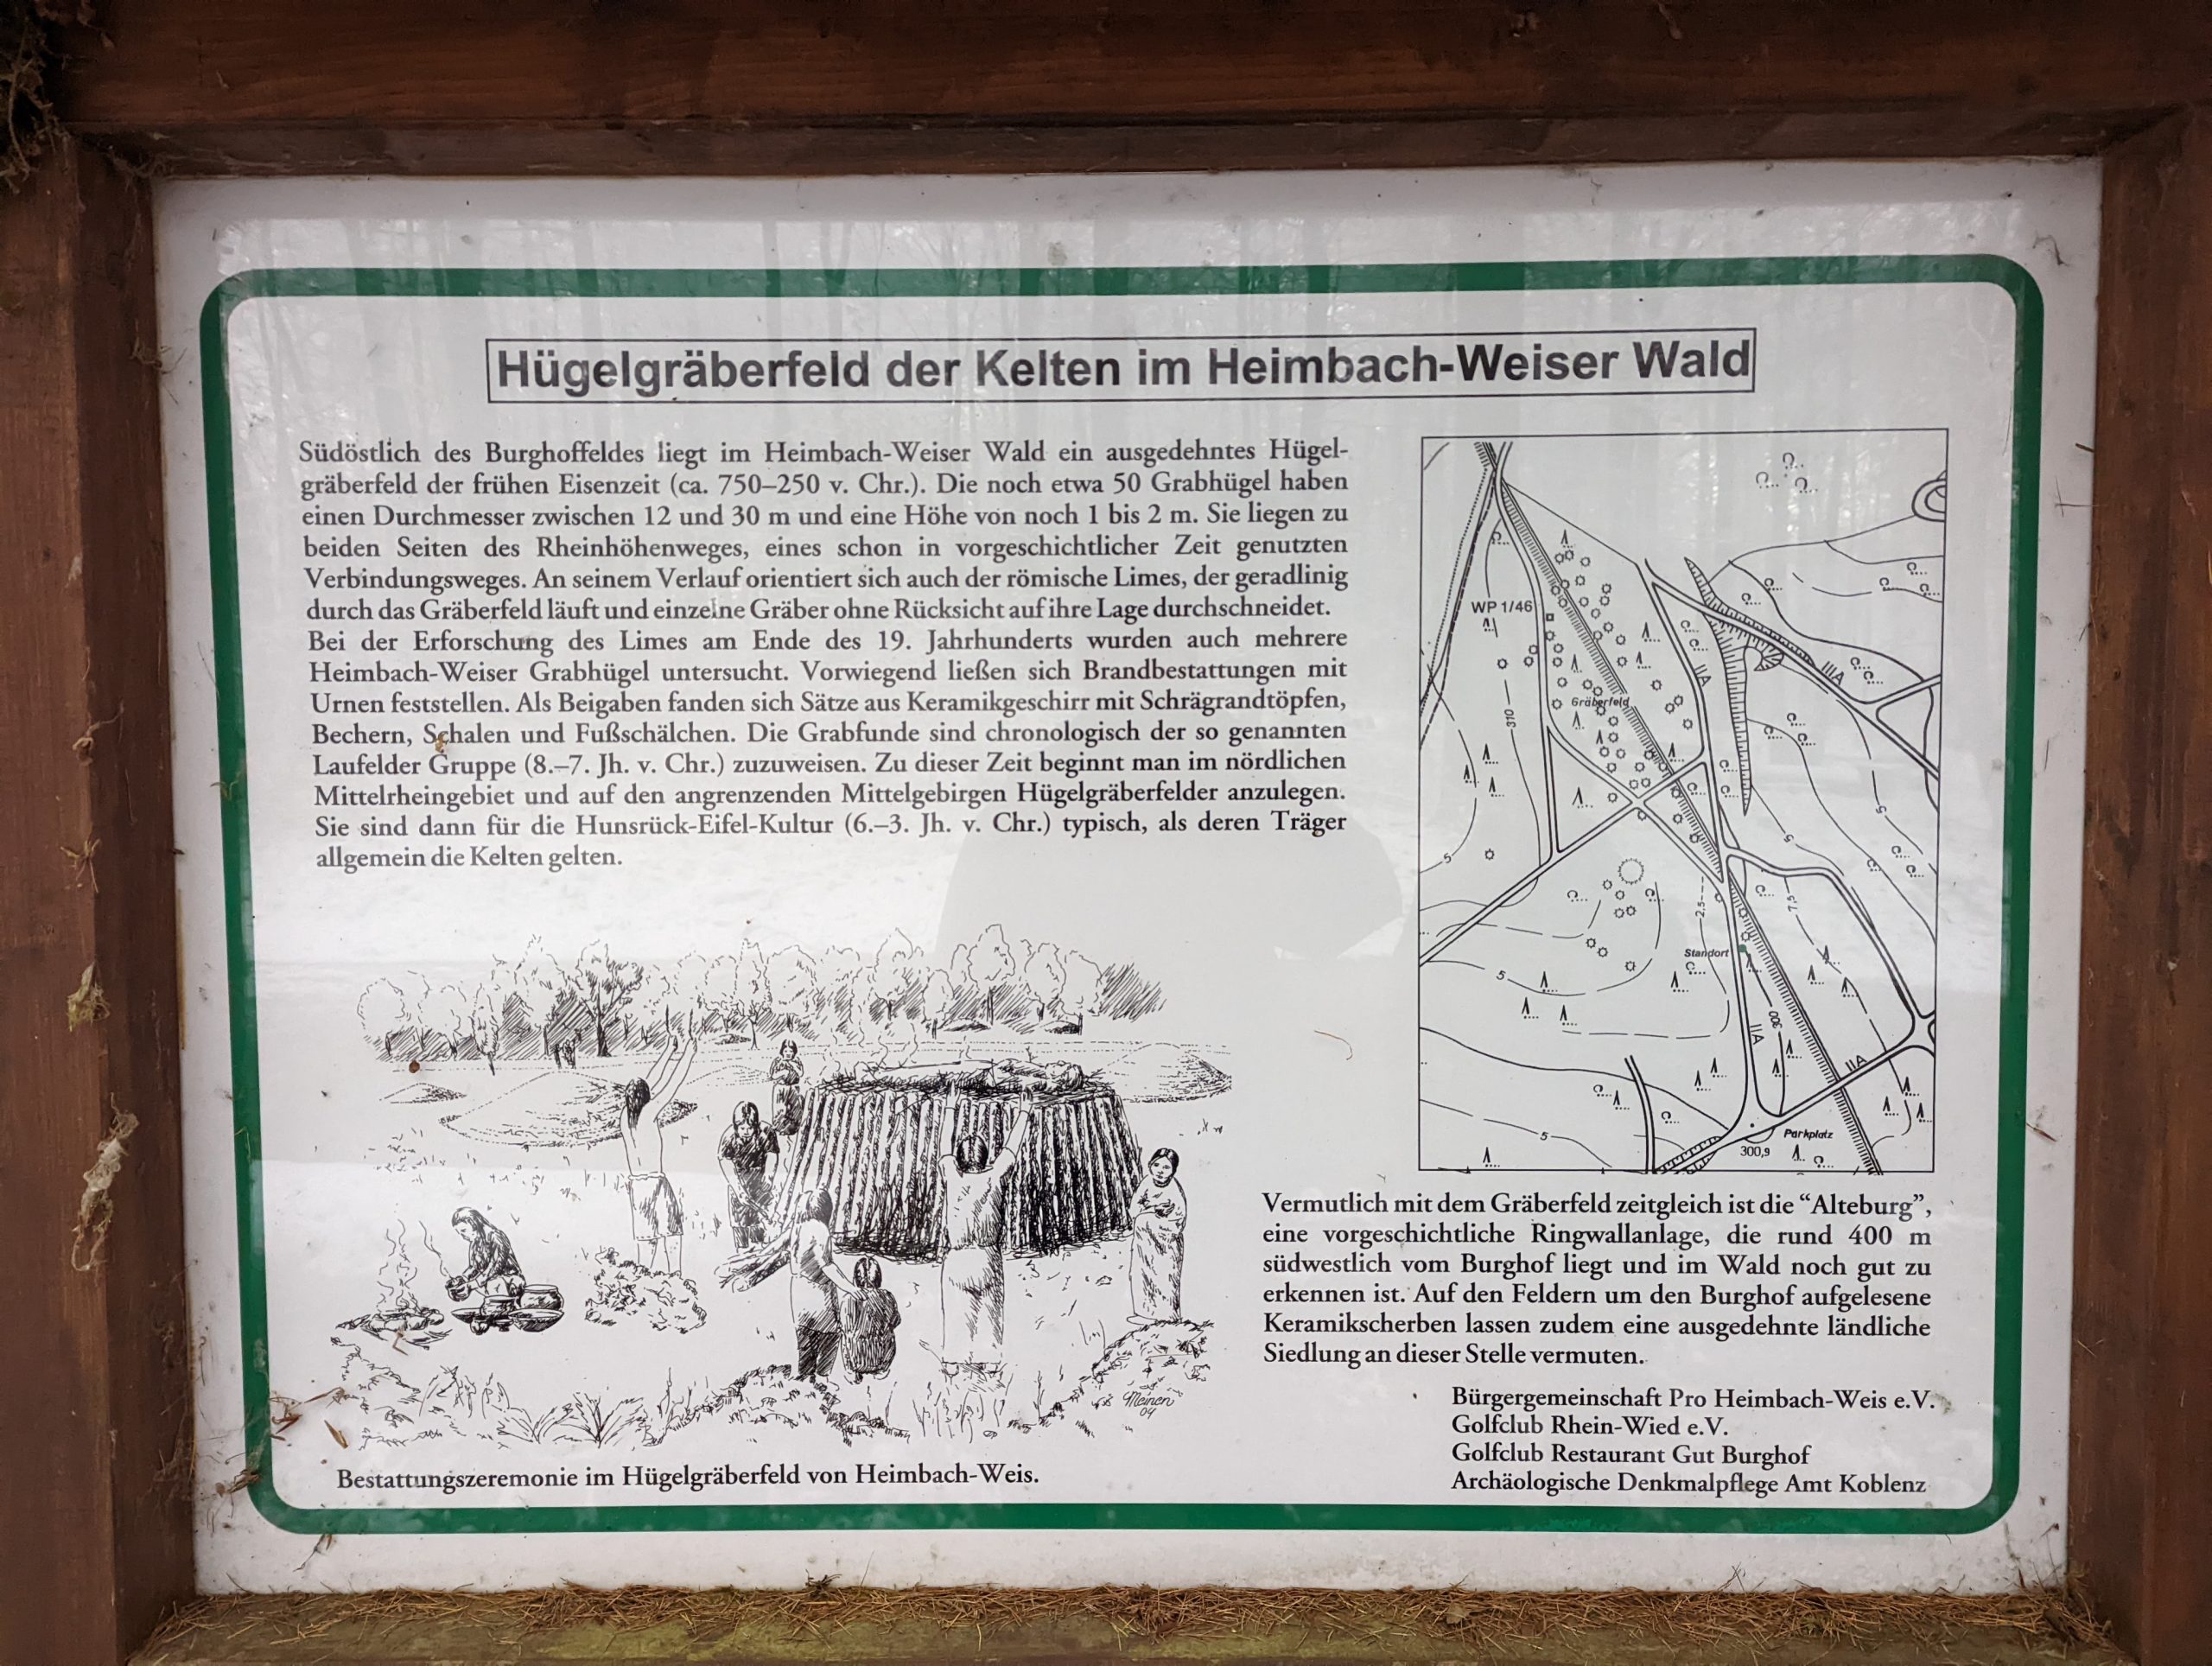 Hügelgräberfeld der Kelten im Heimbach-Weiser Wald
Südöstlich des Burghoffeldes liegt im Heimbach-Weiser Wald ein ausgedehntes Hügel-
gräberfeld der frühen Eisenzeit (ca. 750–250 v. Chr.). Die noch etwa 50 Grabhügel haben
einen Durchmesser zwischen 12 und 30 m und eine Höhe von noch 1 bis 2 m. Sie liegen zu
beiden Seiten des Rheinhöhenweges, eines schon in vorgeschichtlicher Zeit genutzten
Verbindungsweges. An seinem Verlauf orientiert sich auch der römische Limes, der geradlinig
durch das Gräberfeld läuft und einzelne Gräber ohne Rücksicht auf ihre Lage durchschneidet.
Bei der Erforschung des Limes am Ende des 19. Jahrhunderts wurden auch mehrere
Heimbach-Weiser Grabhügel untersucht. Vorwiegend ließen sich Brandbestattungen mit
Urnen feststellen. Als Beigaben fanden sich Sätze aus Keramikgeschirr mit Schrägrandtöpfen,
Bechern, Schalen und Fußschälchen. Die Grabfunde sind chronologisch der so genannten
Laufelder Gruppe (8.–7. Jh. v. Chr.) zuzuweisen. Zu dieser Zeit beginnt man im nördlichen
Mittelrheingebiet und auf den angrenzenden Mittelgebirgen Hügelgräberfelder anzulegen.
Sie sind dann für die Hunsrück-Eifel-Kultur (6.–3. Jh. v. Chr.) typisch, als deren Träger
allgemein die Kelten gelten.
WP 1/46
310
Gräberfeld
IIA
IIIA
5
5
5
2,5
7,5
Standort
5
300
IIA
IIA
5
Parkplatz
300,9
Meinen
04
Bestattungszeremonie im Hügelgräberfeld von Heimbach-Weis.
Vermutlich mit dem Gräberfeld zeitgleich ist die “Alteburg”,
eine vorgeschichtliche Ringwallanlage, die rund 400 m
südwestlich vom Burghof liegt und im Wald noch gut zu
erkennen ist. Auf den Feldern um den Burghof aufgelesene
Keramikscherben lassen zudem eine ausgedehnte ländliche
Siedlung an dieser Stelle vermuten.
Bürgergemeinschaft Pro Heimbach-Weis e.V.
Golfclub Rhein-Wied e.V.
Golfclub Restaurant Gut Burghof
Archäologische Denkmalpflege Amt Koblenz